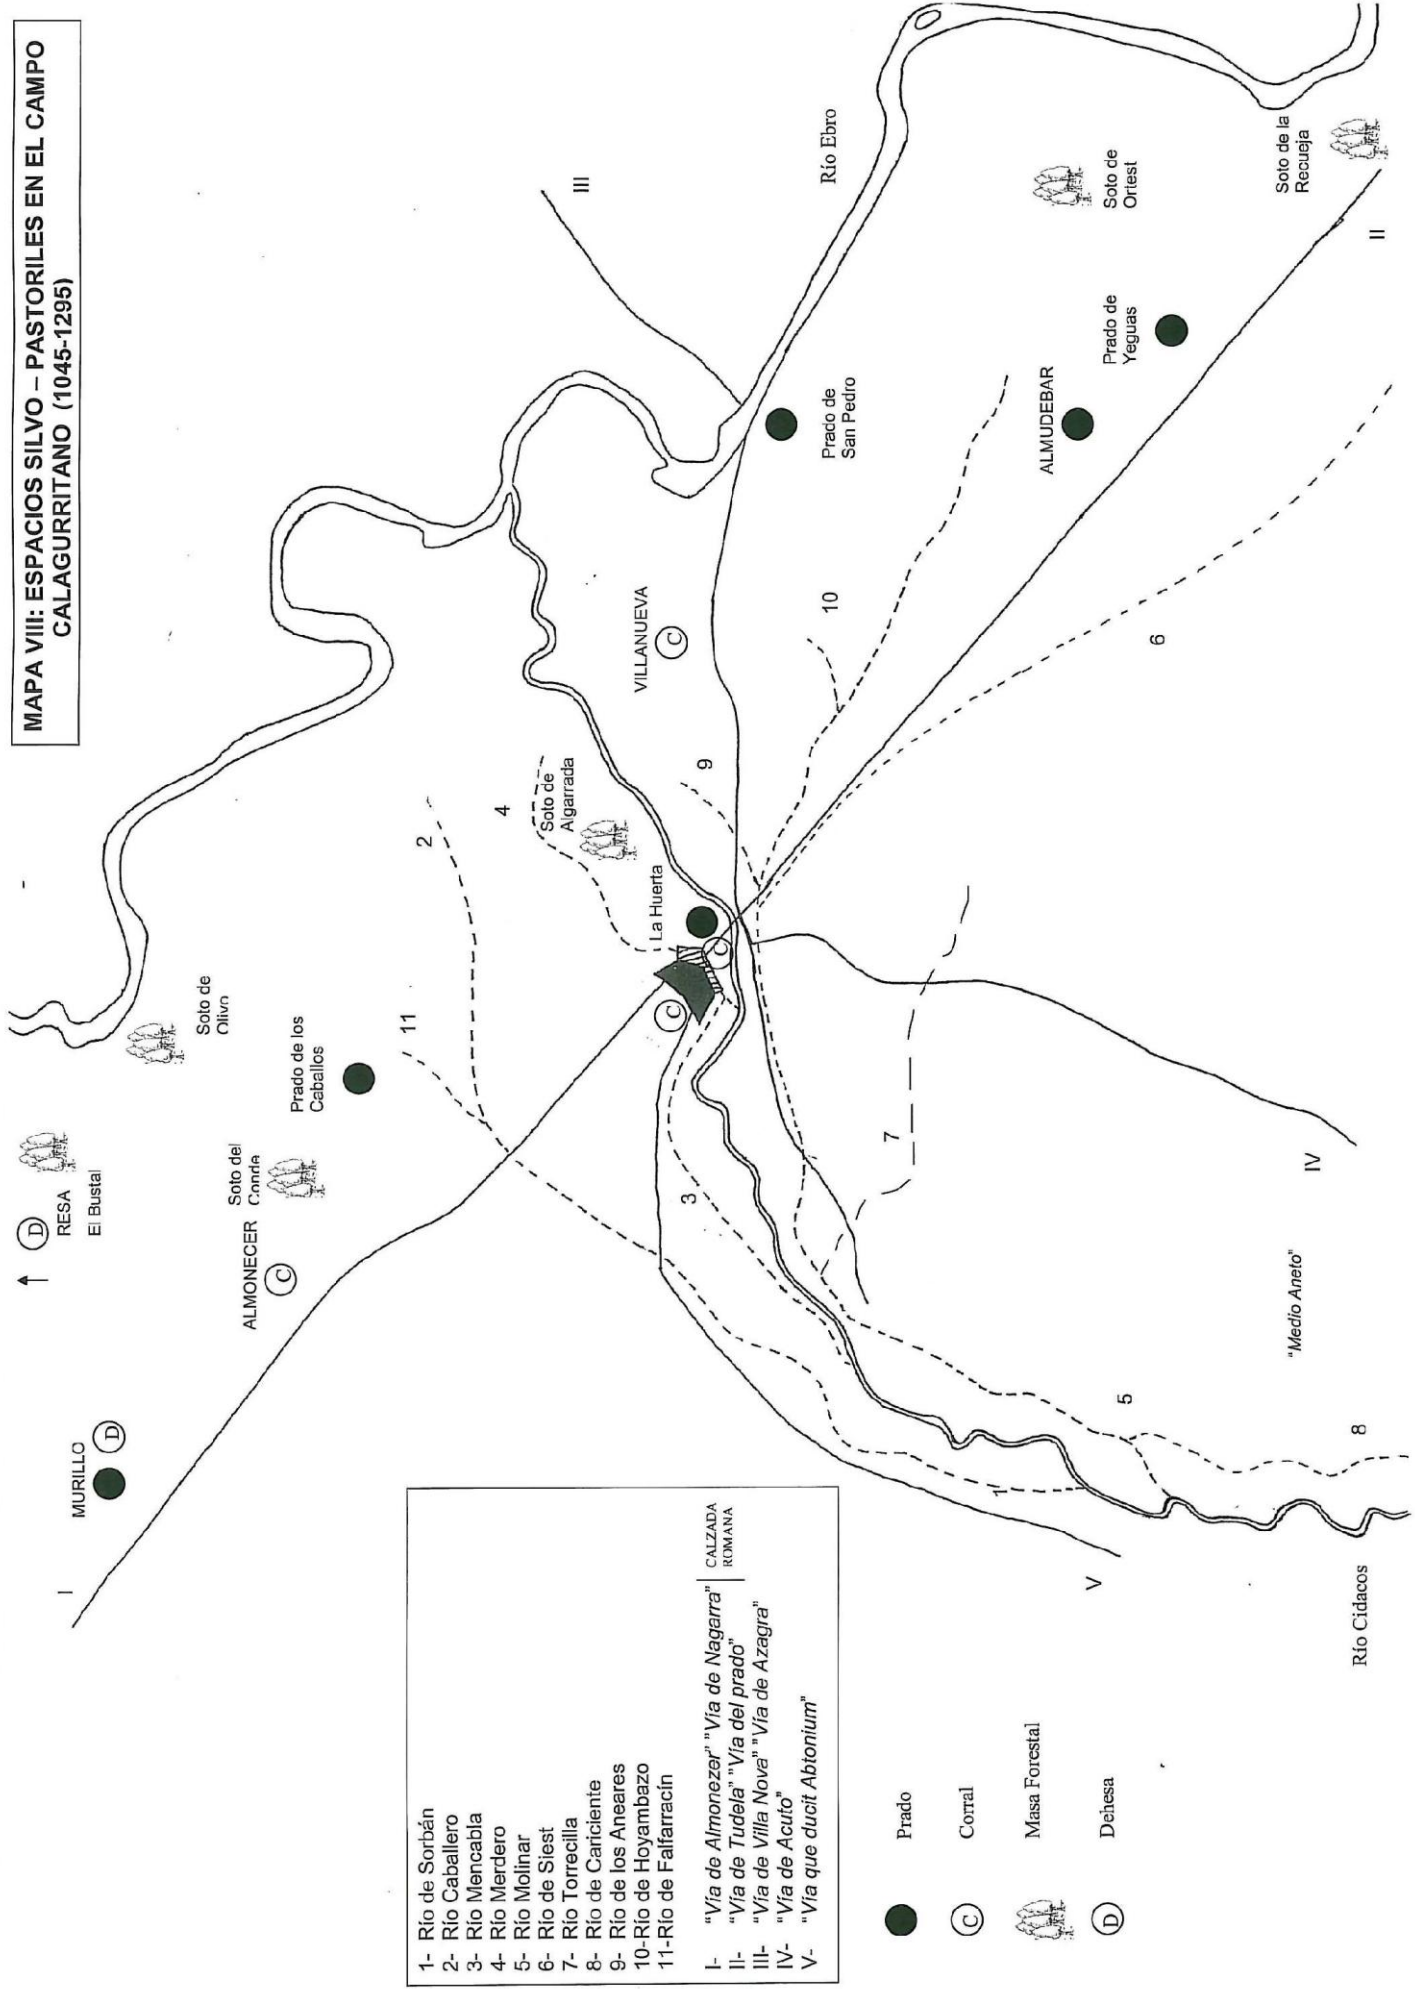 MAPA VIII: ESPACIOS SILVO – PASTORILES EN EL CAMPO
CALAGURRITANO (1045-1295)
I
MURILLO
D
D
RESA
El Bustal
Soto de
Olivo
ALMONECER
C
Soto del
Conde
Prado de los
Caballos
11
2
4
Soto de
Algarrada
La Huerta
C
C
VILLANUEVA
C
9
III
Río Ebro
Prado de
San Pedro
10
3
7
ALMUDEBAR
Prado de
Yeguas
Soto de
Ortest
Soto de la
Recueja
II
6
IV
"Medio Aneto"
5
8
1
V
Río Cidacos
1- Río de Sorbán
2- Río Caballero
3- Río Mencabla
4- Río Merdero
5- Río Molinar
6- Río de Siest
7- Río Torrecilla
8- Río de Cariciente
9- Río de los Aneares
10-Río de Hoyambazo
11-Río de Falfarracín
I- "Vía de Almonezer" "Vía de Nagarra"
II- "Vía de Tudela" "Vía del prado"
CALZADA
ROMANA
III- "Vía de Villa Nova" "Vía de Azagra"
IV- "Vía de Acuto"
V- "Vía que ducit Abtonium"
Prado
C Corral
Masa Forestal
D Dehesa